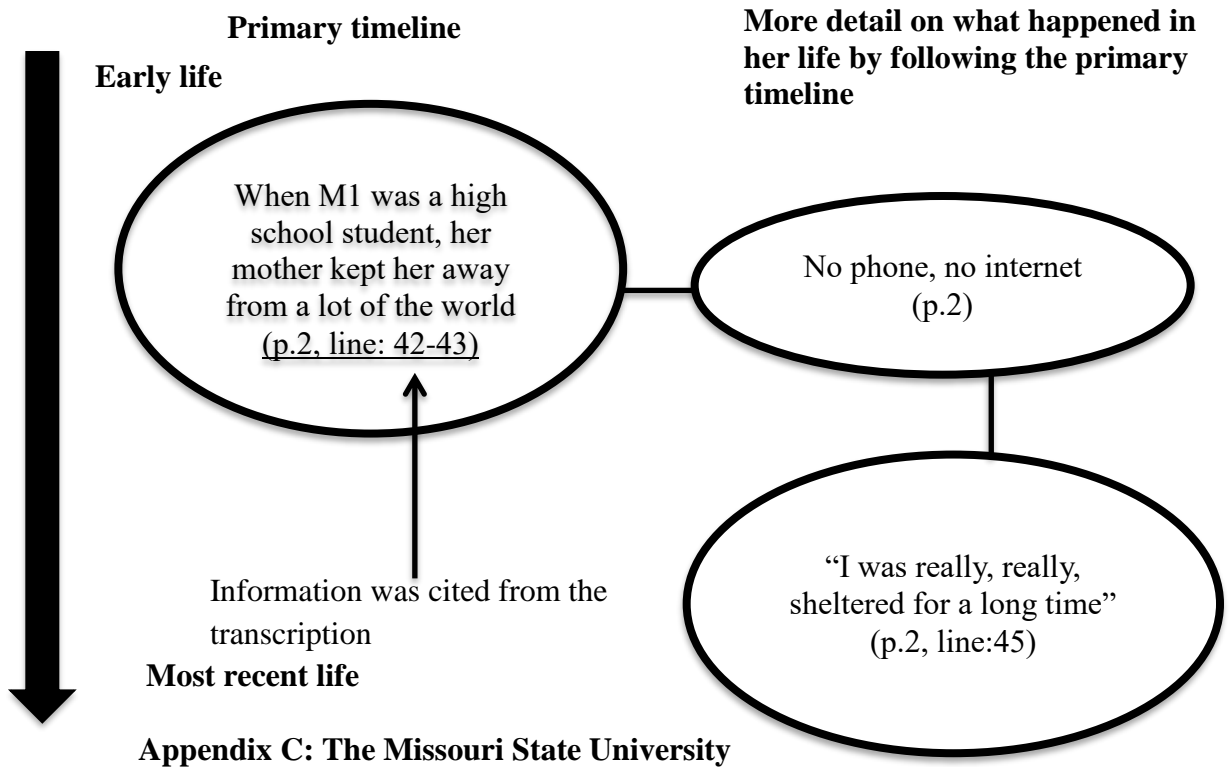 Primary timeline
More detail on what happened in
her life by following the primary
timeline
Early life
When M1 was a high
school student, her
mother kept her away
from a lot of the world
(p.2, line: 42-43)
No phone, no internet
(p.2)
“I was really, really,
sheltered for a long time”
(p.2, line:45)
Information was cited from the
transcription
Most recent life
Appendix C: The Missouri State University